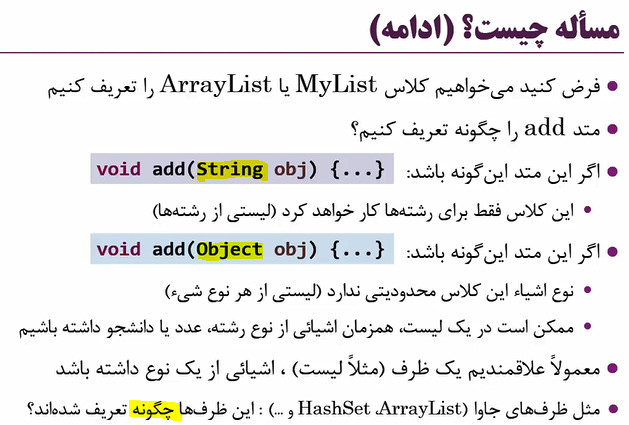 مسأله چیست؟ (ادامه)
فرض کنید می‌خواهیم کلاس MyList یا ArrayList را تعریف کنیم
متد add را چگونه تعریف کنیم؟
اگر این متد این‌گونه باشد: void add(String obj) {...}
این کلاس فقط برای رشته‌ها کار خواهد کرد (لیستی از رشته‌ها)
اگر این متد این‌گونه باشد: void add(Object obj) {...}
نوع اشیاء این کلاس محدودیتی ندارد (لیستی از هر نوع شیء)
ممکن است در یک لیست، همزمان اشیائی از نوع رشته، عدد یا دانشجو داشته باشیم
معمولاً علاقمندیم یک ظرف (مثلاً لیست) ، اشیائی از یک نوع داشته باشد
مثل ظرف‌های جاوا (ArrayList، HashSet و ...) : این ظرف‌ها چگونه تعریف شده‌اند؟